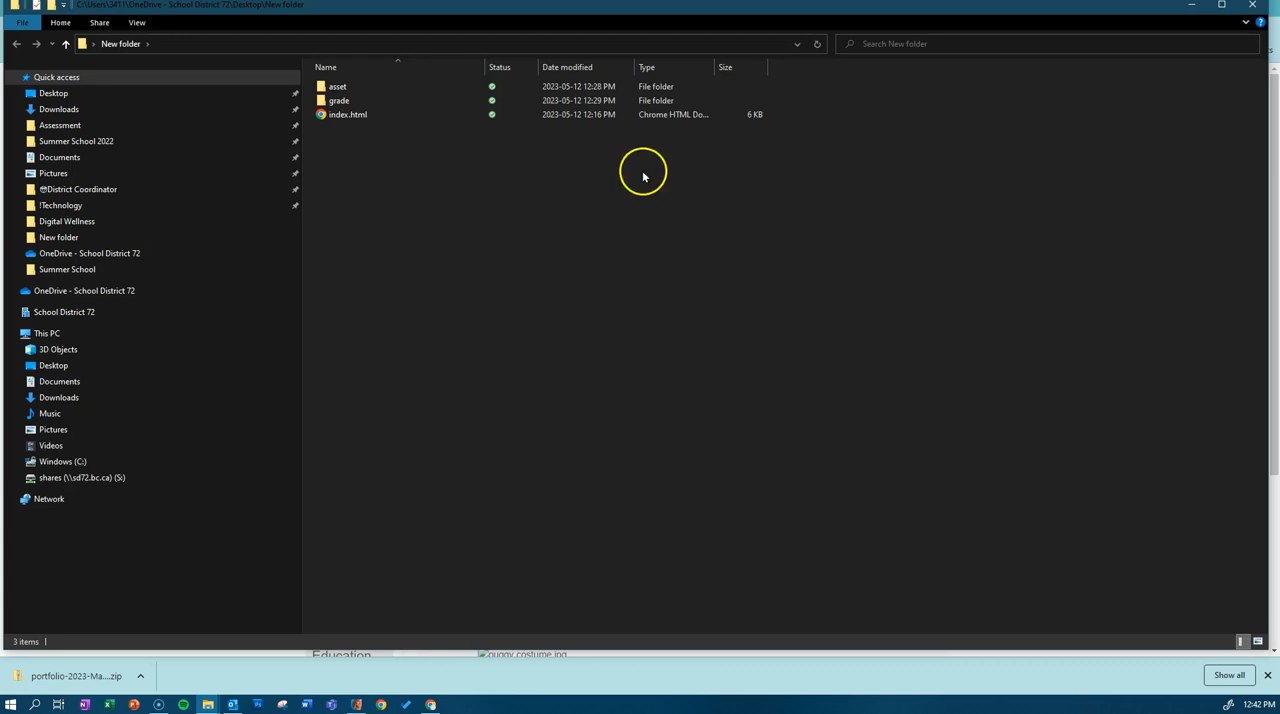 C:\Users\3411\OneDrive - School District 72\Desktop\New folder
File Home Share View
New folder
Search New folder
Name Status Date modified Type Size
Quick access
Desktop
Downloads
Assessment
Summer School 2022
Documents
Pictures
😎District Coordinator
!Technology
Digital Wellness
New folder
OneDrive - School District 72
Summer School
OneDrive - School District 72
School District 72
This PC
3D Objects
Desktop
Documents
Downloads
Music
Pictures
Videos
Windows (C:)
shares (\\sd72.bc.ca) (S:)
Network
asset 2023-05-12 12:28 PM File folder
grade 2023-05-12 12:29 PM File folder
index.html 2023-05-12 12:16 PM Chrome HTML Do... 6 KB
3 items
Education
puggy costume.jpg
portfolio-2023-Ma....zip
Show all
12:42 PM